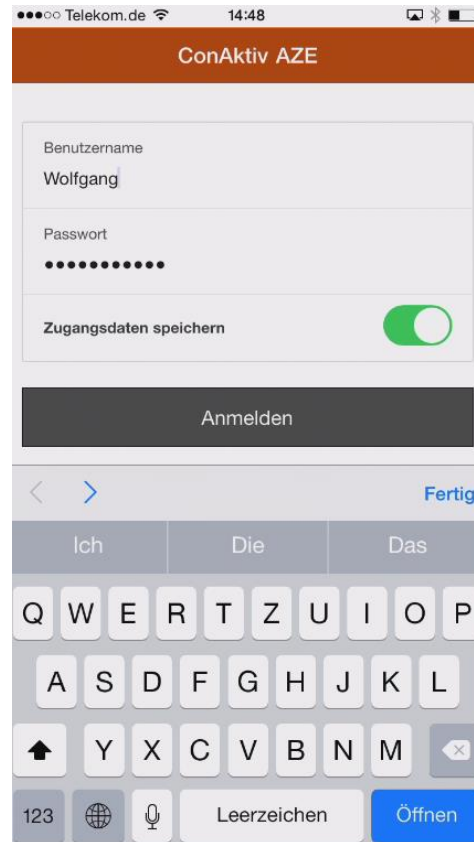 Telekom.de 14:48
ConAktiv AZE
Benutzername
Wolfgang
Passwort
•••••••••••
Zugangsdaten speichern
Anmelden
Fertig
Ich Die Das
Q W E R T Z U I O P
A S D F G H J K L
Y X C V B N M
123 Leerzeichen Öffnen